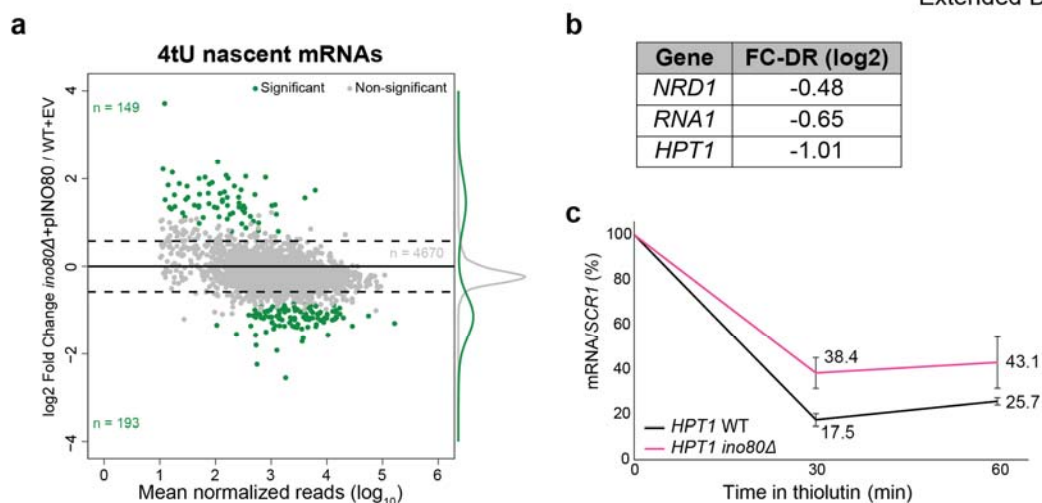 Extended
a
4tU nascent mRNAs
Significant Non-significant
n = 149
n = 4670
n = 193
log2 Fold Change ino80Δ+pINO80 / WT+EV
4
2
0
−2
−4
0 1 2 3 4 5 6
Mean normalized reads (log10)
b
Gene FC-DR (log2)
NRD1 -0.48
RNA1 -0.65
HPT1 -1.01
c
mRNA/SCR1 (%)
100
80
60
40
20
0
38.4
43.1
17.5
25.7
HPT1 WT
HPT1 ino80Δ
0 30 60
Time in thiolutin (min)